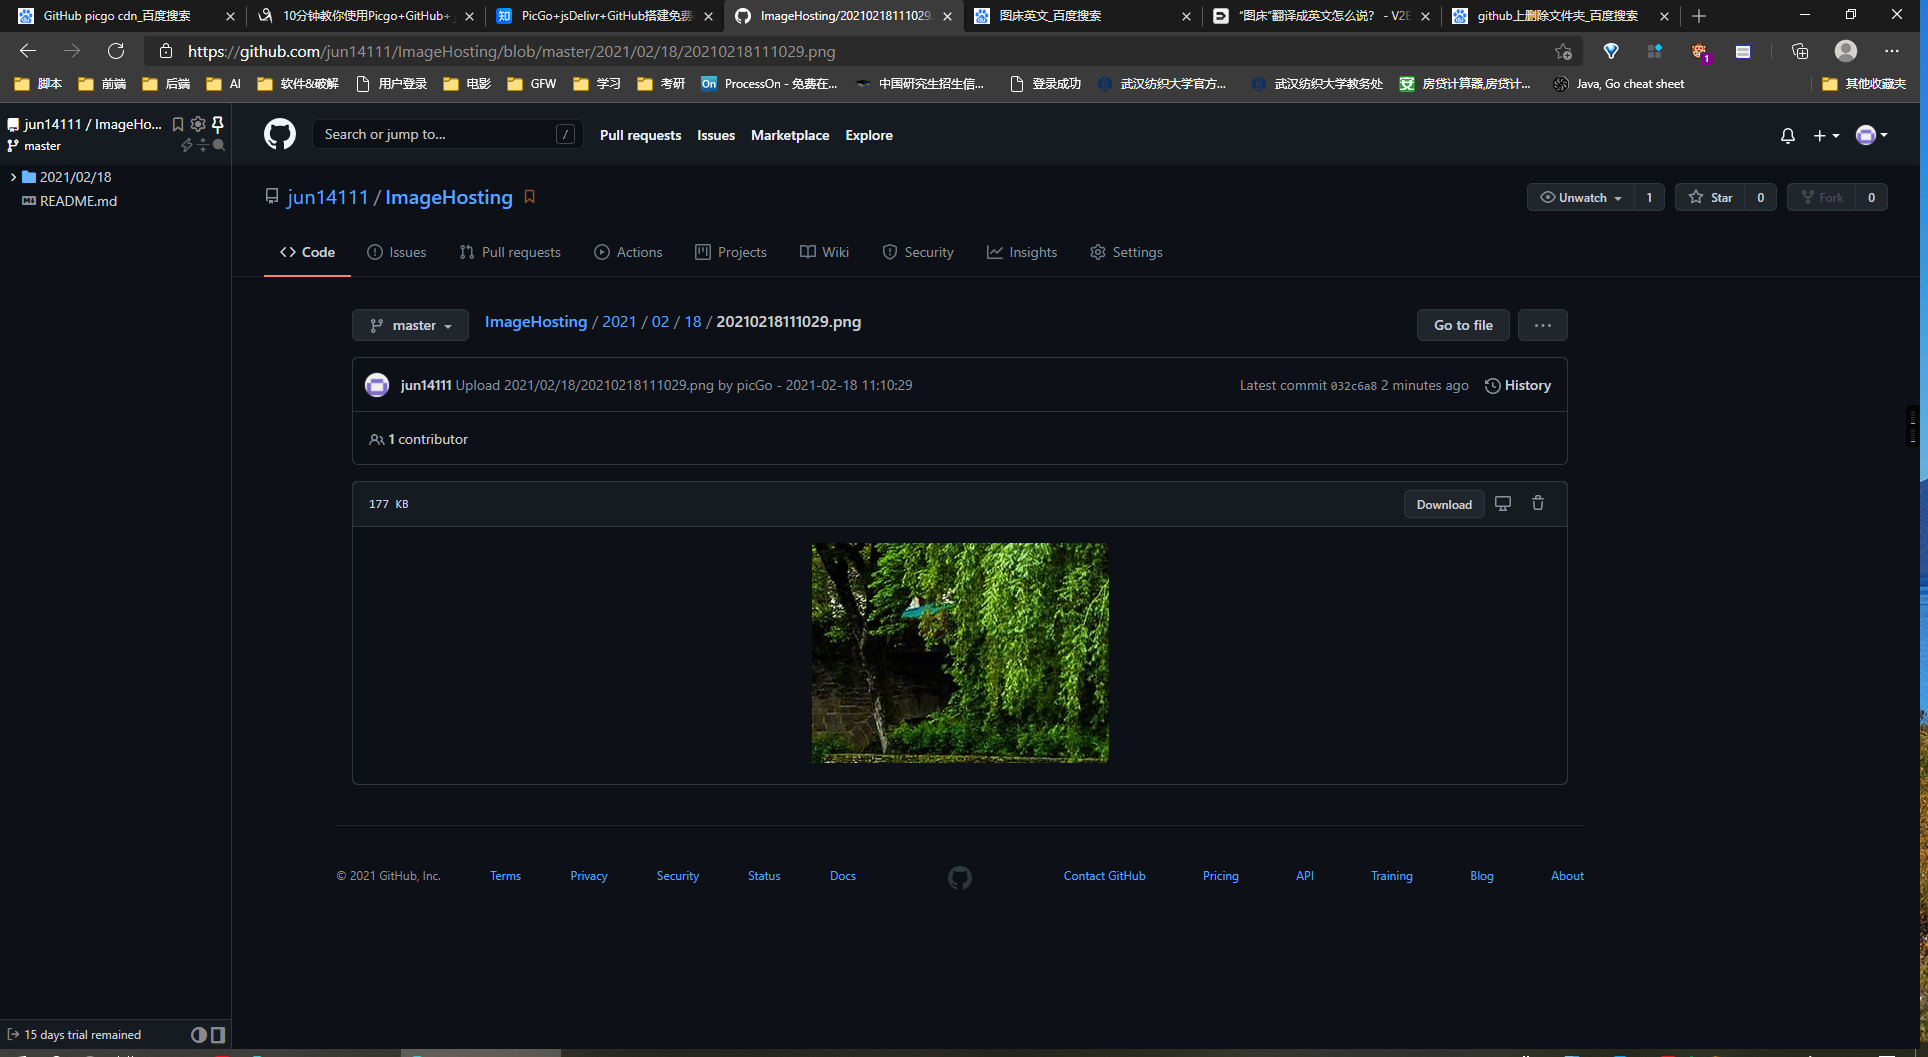 GitHub picgo cdn_百度搜索
10分钟教你使用Picgo+GitHub+
PicGo+jsDelivr+GitHub搭建免费
ImageHosting/20210218111029.
图床英文_百度搜索
“图床”翻译成英文怎么说? - V2E
github上删除文件夹_百度搜索
https://github.com/jun14111/ImageHosting/blob/master/2021/02/18/20210218111029.png
1
脚本 前端 后端 AI 软件&破解 用户登录 电影 GFW 学习 考研 On ProcessOn - 免费在... 中国研究生招生信... 登录成功 武汉纺织大学官方... 武汉纺织大学教务处 房贷计算器,房贷计... Java, Go cheat sheet 其他收藏夹
jun14111 / ImageHo...
master
2021/02/18
README.md
Search or jump to... /
Pull requests Issues Marketplace Explore
jun14111 / ImageHosting
Unwatch 1 Star 0 Fork 0
Code Issues Pull requests Actions Projects Wiki Security Insights Settings
master
ImageHosting / 2021 / 02 / 18 / 20210218111029.png
Go to file ...
jun14111 Upload 2021/02/18/20210218111029.png by picGo - 2021-02-18 11:10:29
Latest commit 032c6a8 2 minutes ago History
1 contributor
177 KB
Download
© 2021 GitHub, Inc. Terms Privacy Security Status Docs Contact GitHub Pricing API Training Blog About
15 days trial remained